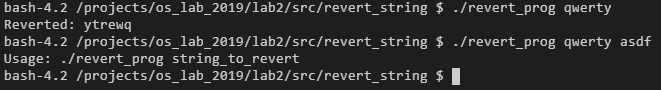 bash-4.2 /projects/os_lab_2019/lab2/src/revert_string $ ./revert_prog qwerty
Reverted: ytrewq
bash-4.2 /projects/os_lab_2019/lab2/src/revert_string $ ./revert_prog qwerty asdf
Usage: ./revert_prog string_to_revert
bash-4.2 /projects/os_lab_2019/lab2/src/revert_string $